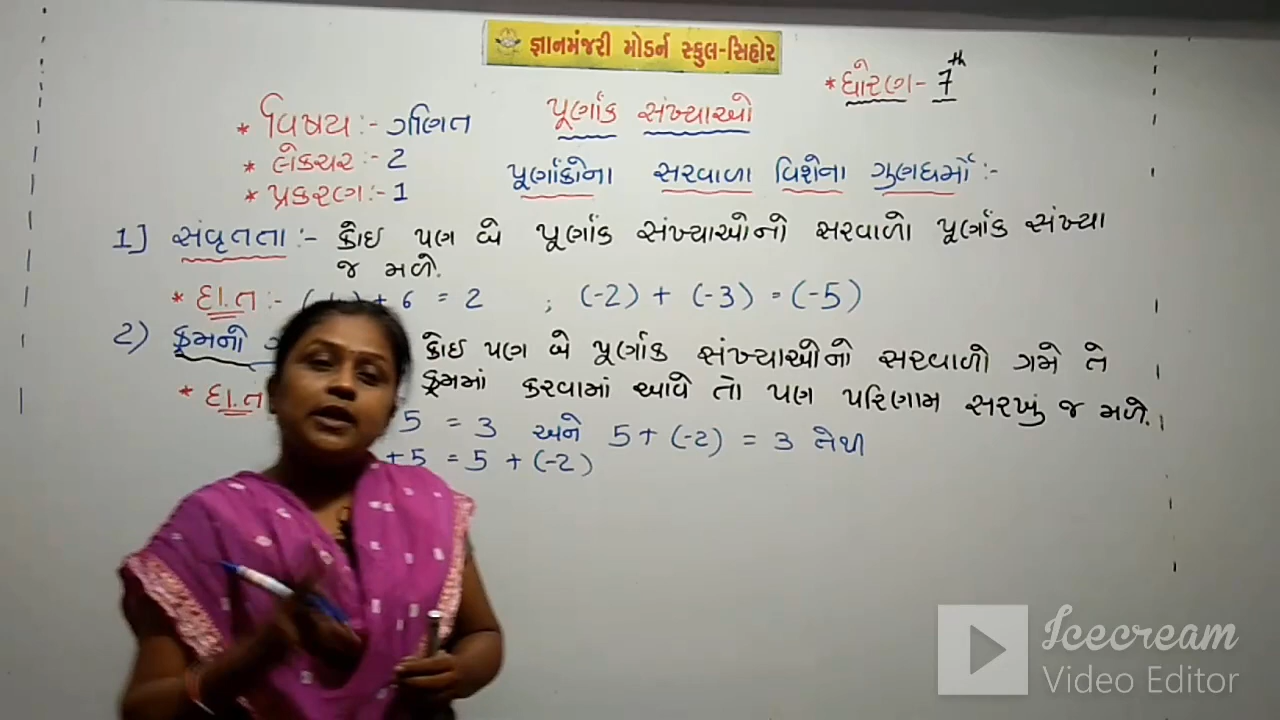 જ્ઞાનમંજરી મોડર્ન સ્કુલ-સિહોર
* ધોરણ - 7th
* વિષય :- ગણિત
પૂર્ણાંક સંખ્યાઓ
* લેક્ચર :- 2
* પ્રકરણ :- 1
પૂર્ણાંકોના સરવાળા વિશેના ગુણધર્મો :-
1] સંવૃતતા :- કોઇ પણ બે પૂર્ણાંક સંખ્યાઓનો સરવાળો પૂર્ણાંક સંખ્યા
જ મળે.
* દા.ત :- + 6 = 2 ; (-2) + (-3) = (-5)
2) ક્રમનો કોઇ પણ બે પૂર્ણાંક સંખ્યાઓનો સરવાળો ગમે તે
ક્રમમાં કરવામાં આવે તો પણ પરિણામ સરખું જ મળે.
* દા.ત 5 = 3 અને 5 + (-2) = 3 તેથી
+5 = 5 + (-2)
Icecream
Video Editor